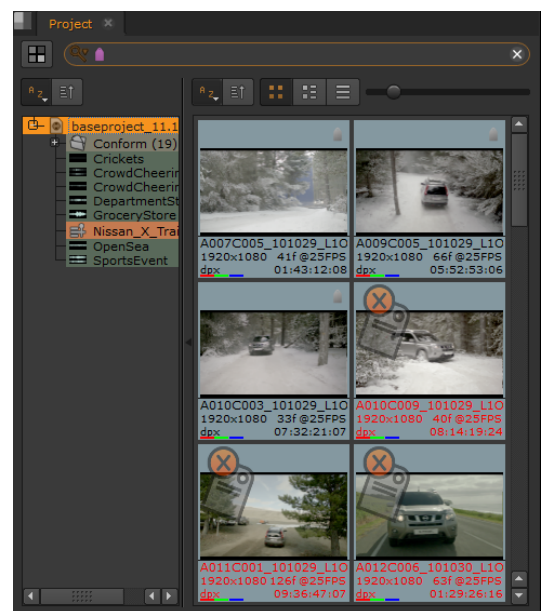 Project
A Z
A Z
baseproject_11.1
Conform (19)
Crickets
CrowdCheerin
CrowdCheerin
DepartmentSt
GroceryStore
Nissan_X_Trai
OpenSea
SportsEvent
A007C005_101029_L1O
1920x1080 41f@25FPS
dpx 01:43:12:08
A009C005_101029_L1O
1920x1080 66f@25FPS
dpx 05:52:53:06
A010C003_101029_L1O
1920x1080 33f@25FPS
dpx 07:32:21:07
A010C009_101029_L1O
1920x1080 40f@25FPS
dpx 08:14:19:24
A011C001_101029_L1O
1920x1080 126f@25FPS
dpx 09:36:47:07
A012C006_101030_L1O
1920x1080 63f@25FPS
dpx 01:29:26:16